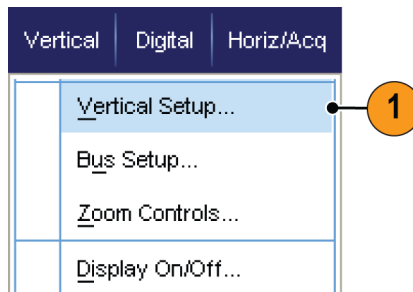 Vertical Digital Horiz/Acq
Vertical Setup... 1
Bus Setup...
Zoom Controls...
Display On/Off...